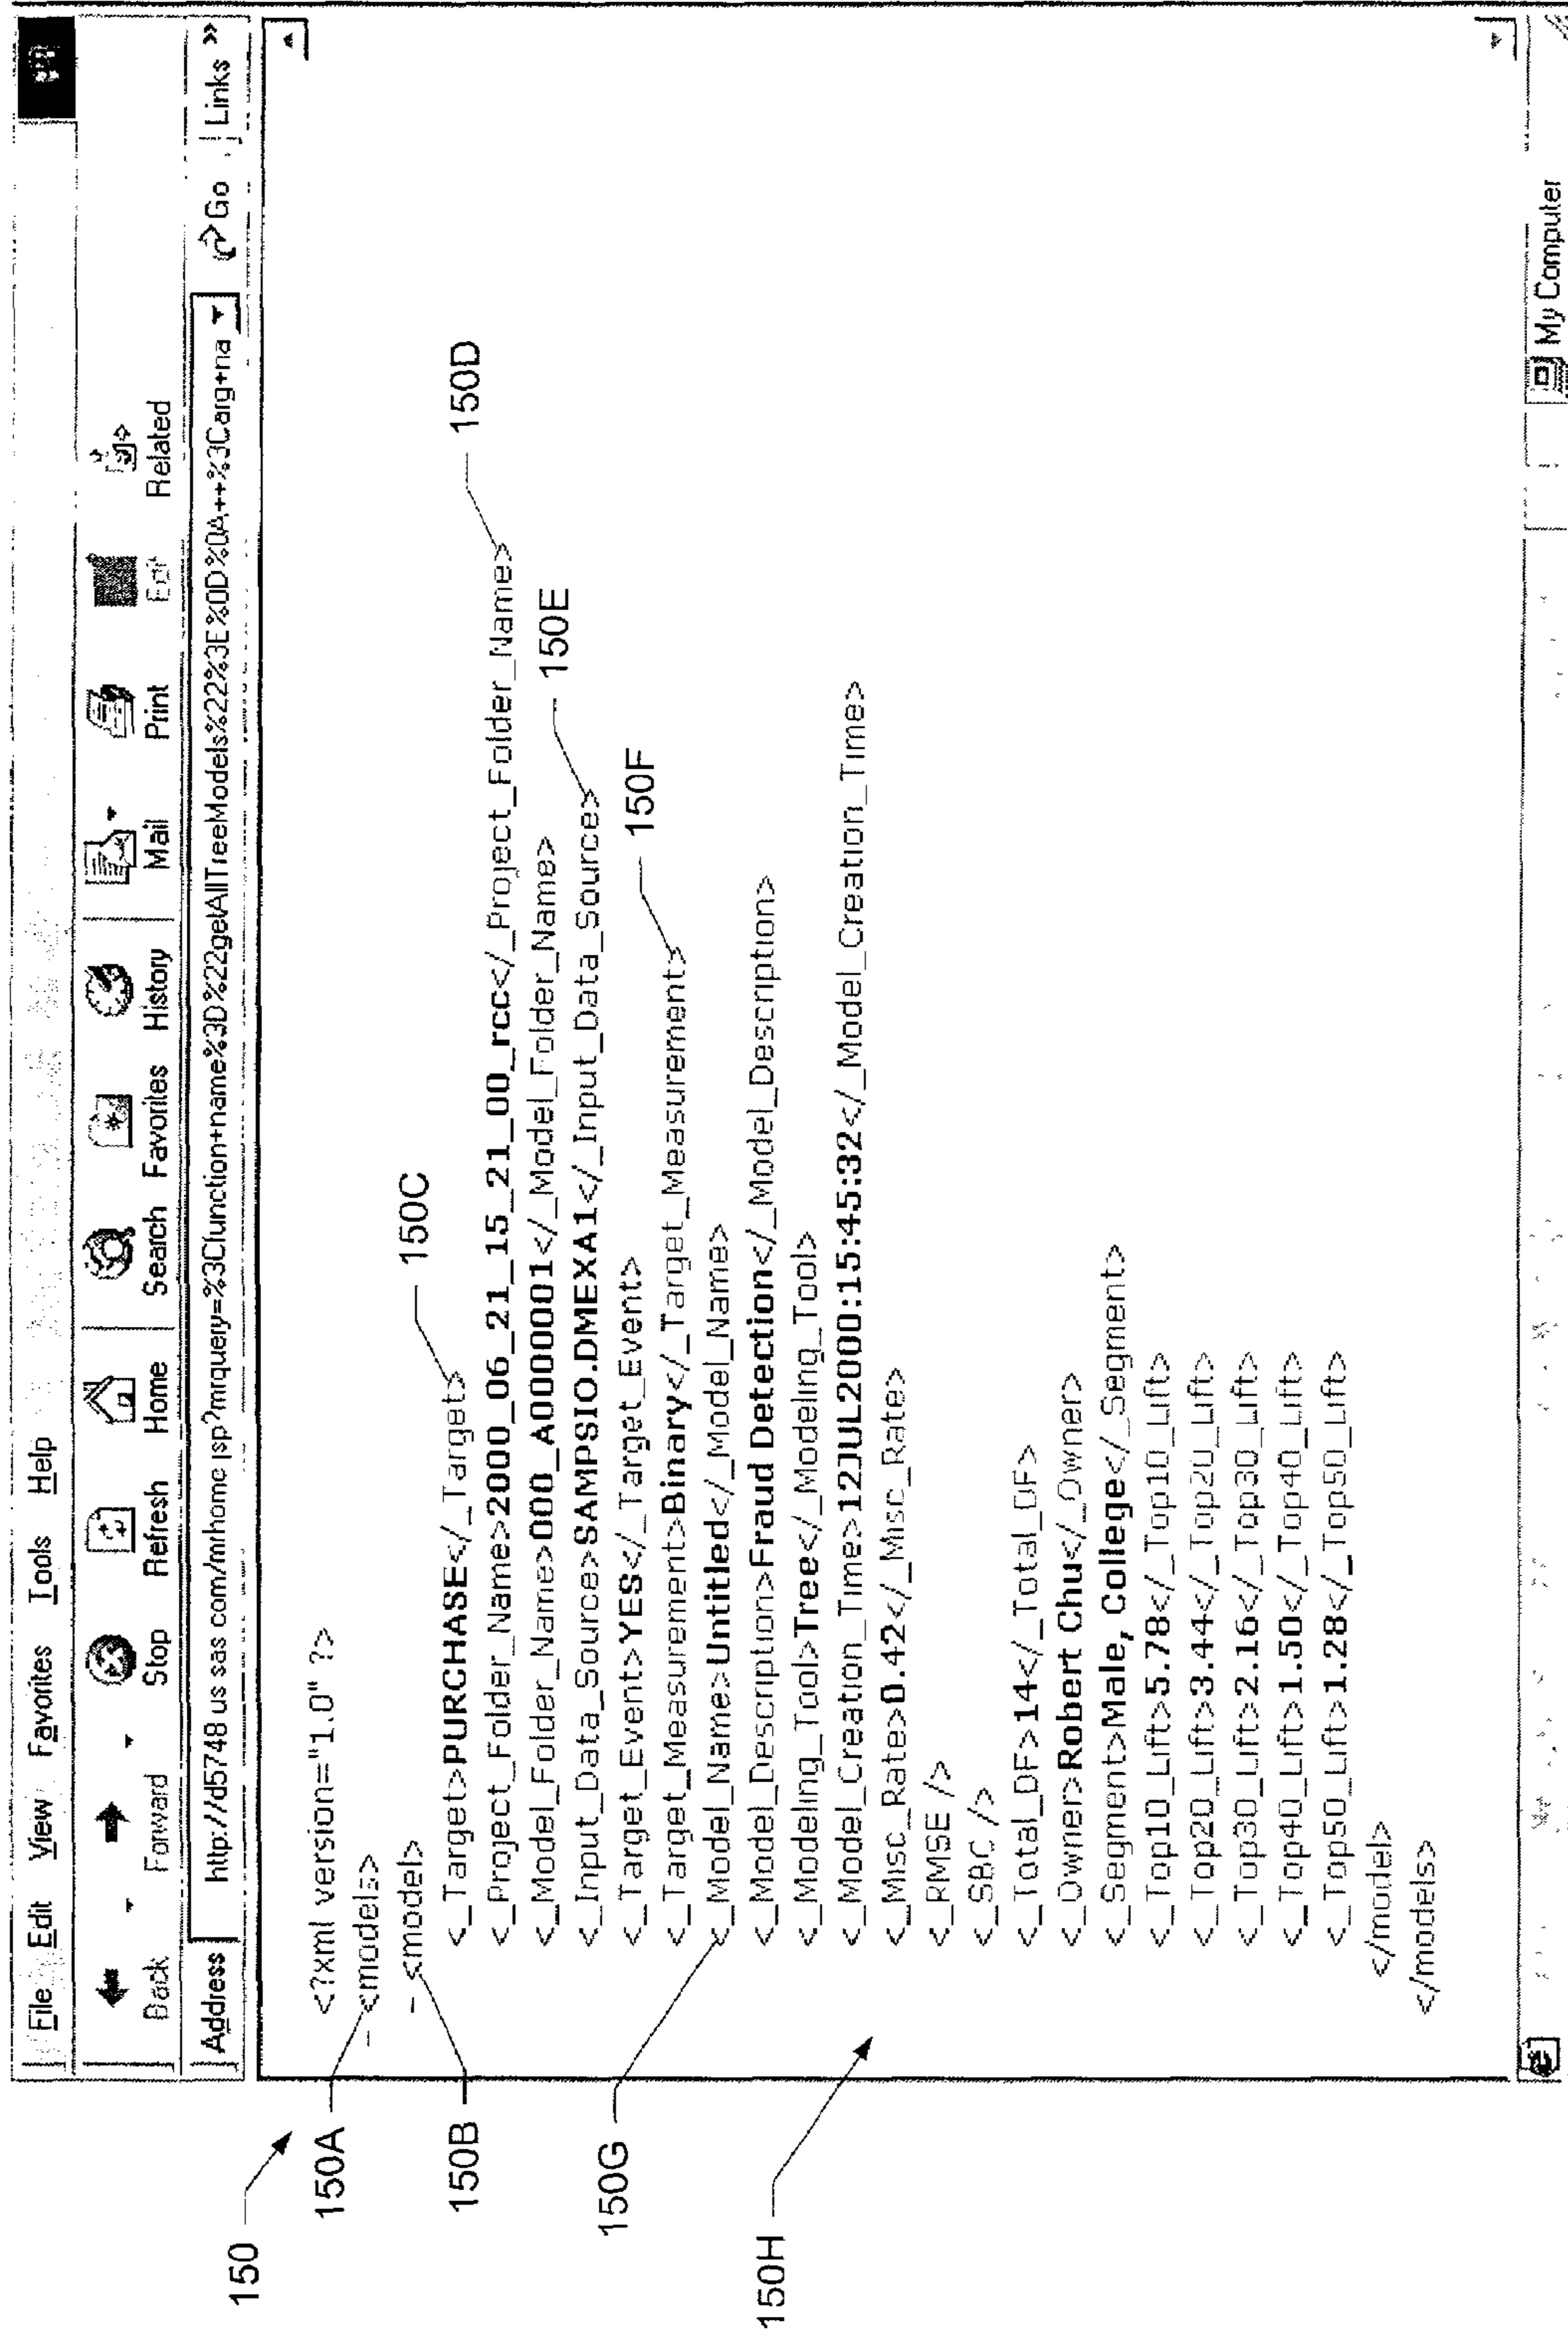 File Edit View Favorites Tools Help
Back Forward Stop Refresh Home Search Favorites History Mail Print Edit Related
Address http://d5748 us sas com/mrhome jsp?mrquery=%3Cfunction+name%3D%22getAllTreeModels%22%3E%0D%0A++%3Carg+na Go Links »
150
150A
150B
150C
150D
150E
150F
150G
150H
<?xml version="1.0" ?>
- <models>
- <model>
<_Target>PURCHASE</_Target>
<_Project_Folder_Name>2000_06_21_15_21_00_rcc</_Project_Folder_Name>
<_Model_Folder_Name>000_A0000001</_Model_Folder_Name>
<_Input_Data_Source>SAMPSIO.DMEXA1</_Input_Data_Source>
<_Target_Event>YES</_Target_Event>
<_Target_Measurement>Binary</_Target_Measurement>
<_Model_Name>Untitled</_Model_Name>
<_Model_Description>Fraud Detection</_Model_Description>
<_Modeling_Tool>Tree</_Modeling_Tool>
<_Model_Creation_Time>12JUL2000:15:45:32</_Model_Creation_Time>
<_Misc_Rate>0.42</_Misc_Rate>
<_RMSE />
<_SBC />
<_Total_DF>14</_Total_DF>
<_Owner>Robert Chu</_Owner>
<_Segment>Male, College</_Segment>
<_Top10_Lift>5.78</_Top10_Lift>
<_Top20_Lift>3.44</_Top20_Lift>
<_Top30_Lift>2.16</_Top30_Lift>
<_Top40_Lift>1.50</_Top40_Lift>
<_Top50_Lift>1.28</_Top50_Lift>
</model>
</models>
My Computer